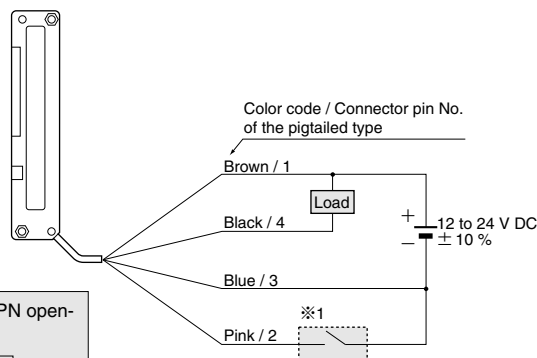 Color code / Connector pin No.
of the pigtailed type
Brown / 1
Load
Black / 4
+
12 to 24 V DC
−
± 10 %
Blue / 3
PN open-
※1
Pink / 2